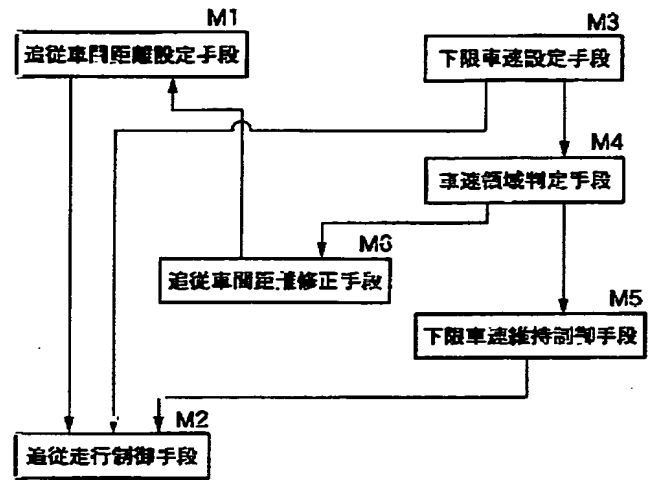 M1
追従車間距離設定手段
M3
下限車速設定手段
M4
車速領域判定手段
M6
追従車間距離修正手段
M5
下限車速維持制御手段
M2
追従走行制御手段